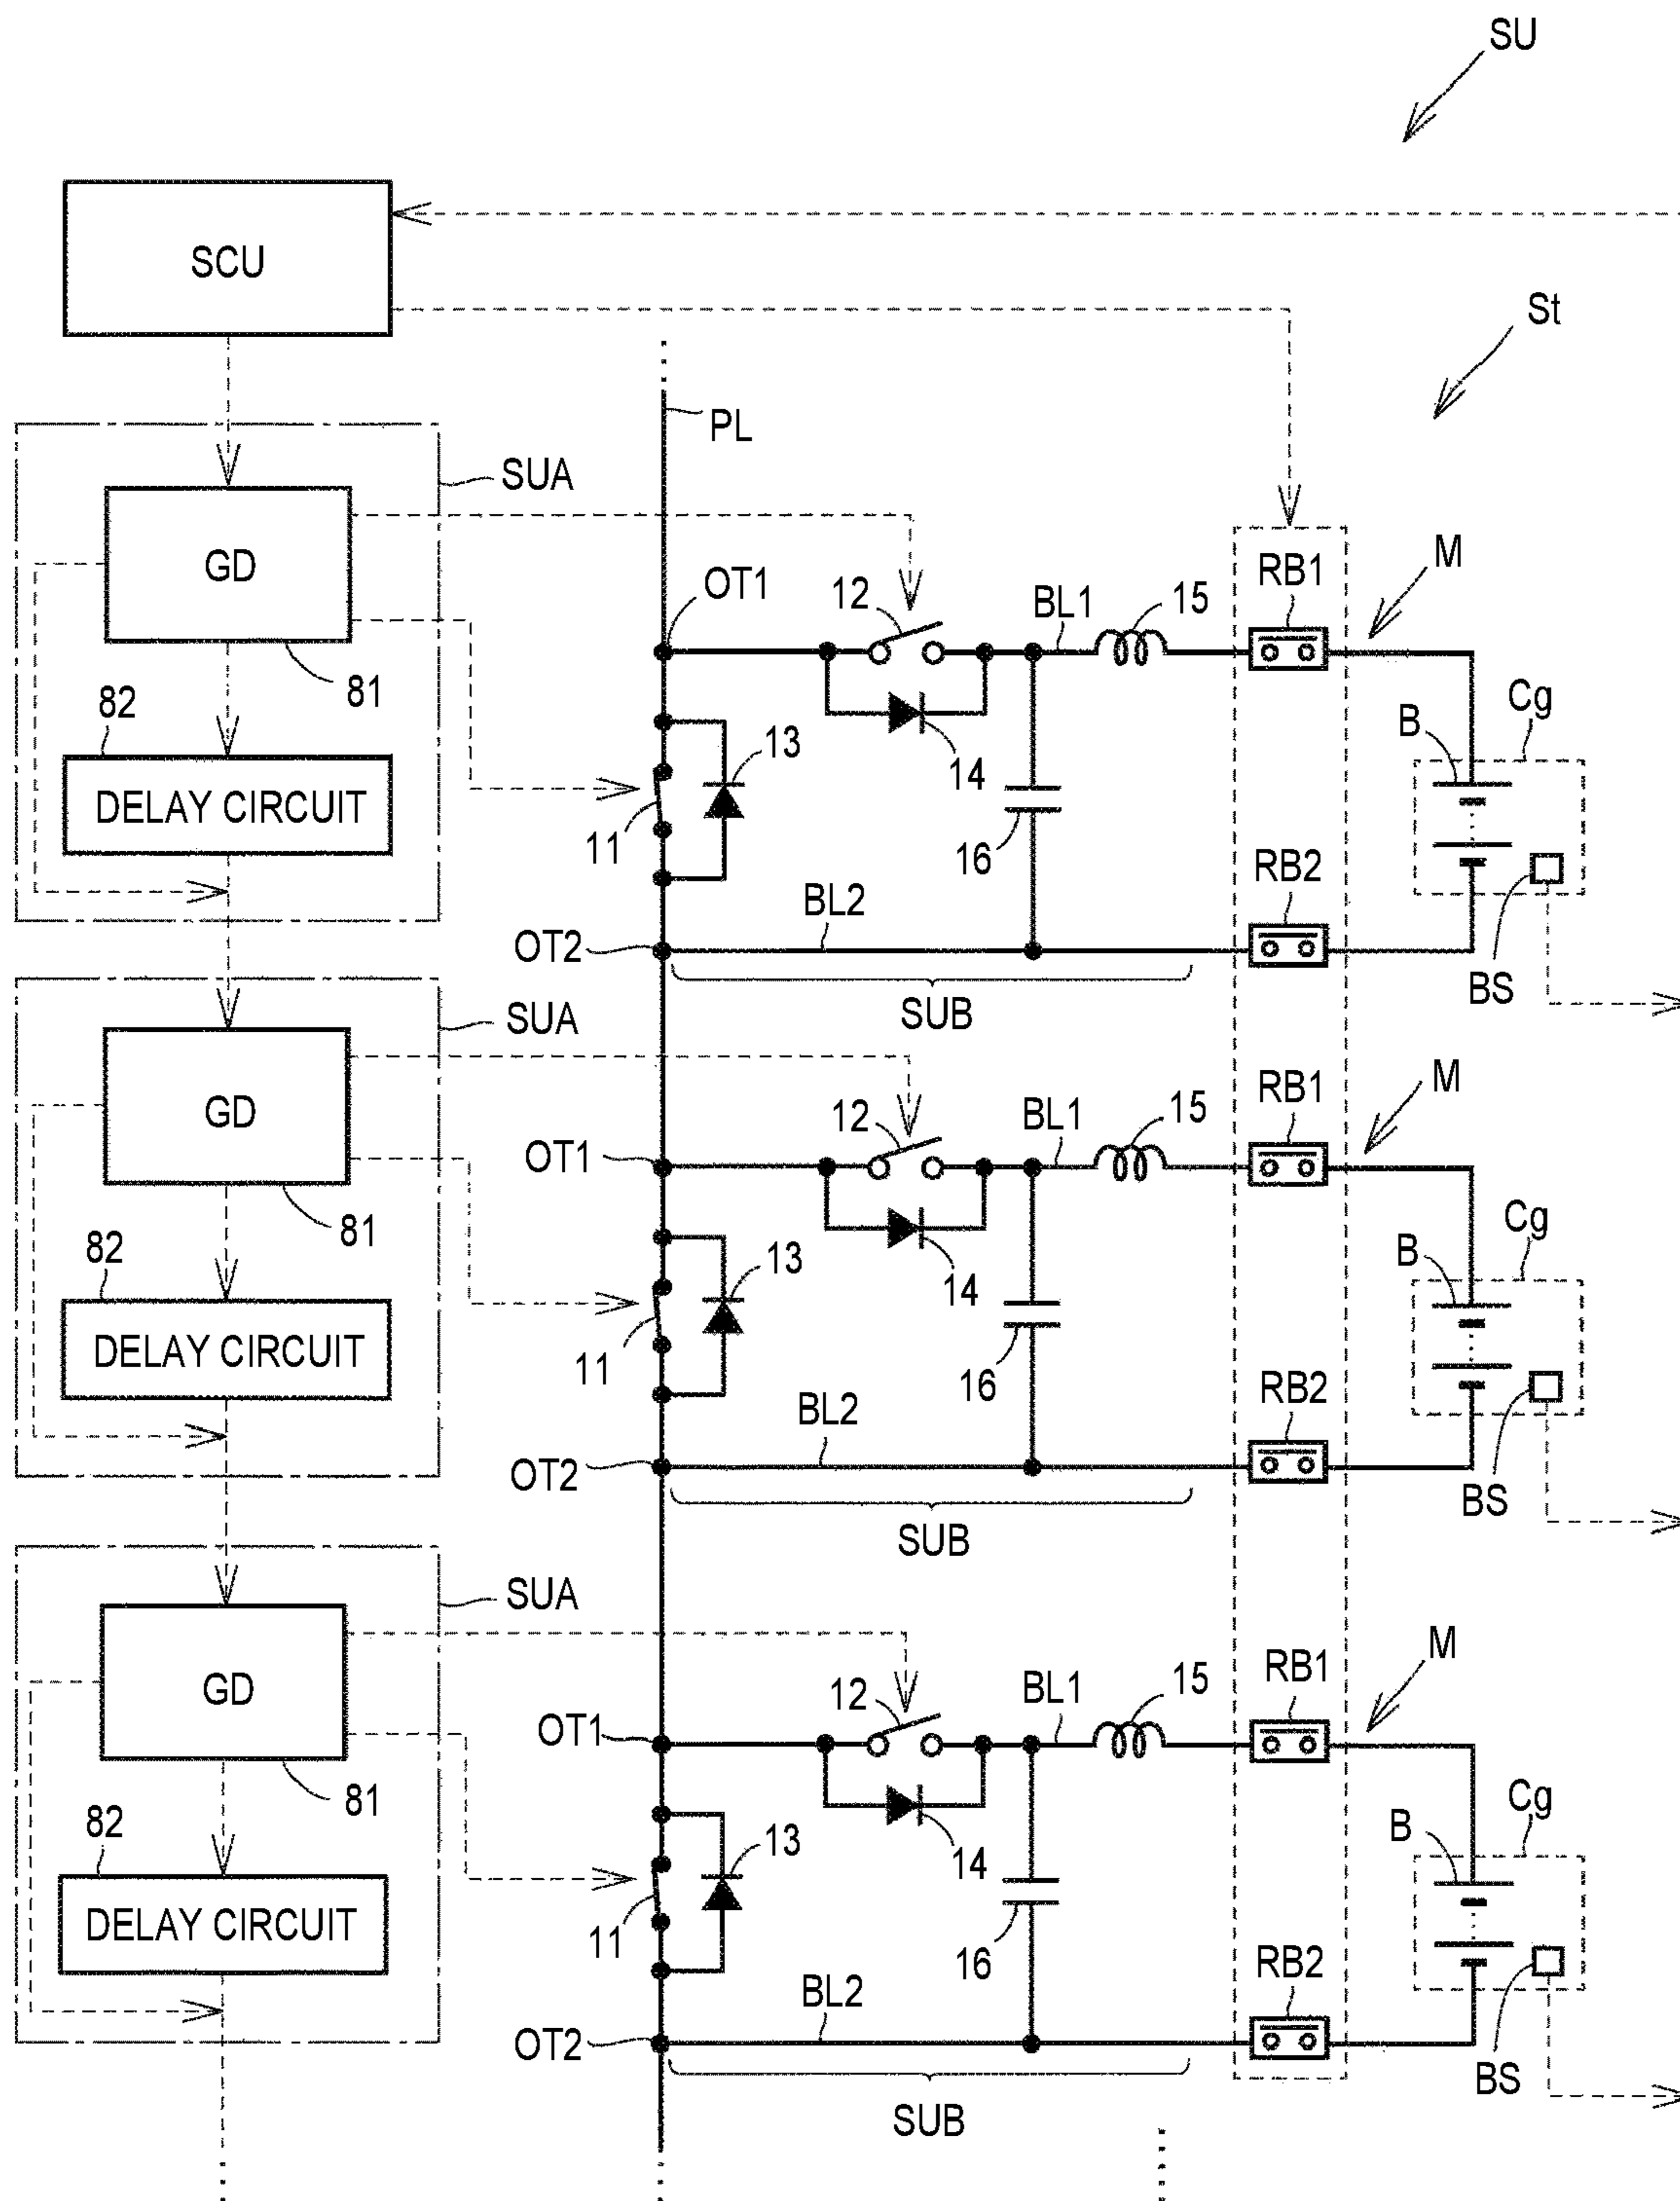 SU
SCU
St
PL
SUA
GD
OT1
12
BL1
15
RB1
M
81
82
DELAY CIRCUIT
13
14
11
16
B
Cg
OT2
BL2
RB2
BS
SUB
SUA
GD
OT1
12
BL1
15
RB1
M
81
82
DELAY CIRCUIT
13
14
11
16
B
Cg
OT2
BL2
RB2
BS
SUB
SUA
GD
OT1
12
BL1
15
RB1
M
81
82
DELAY CIRCUIT
13
14
11
16
B
Cg
OT2
BL2
RB2
BS
SUB